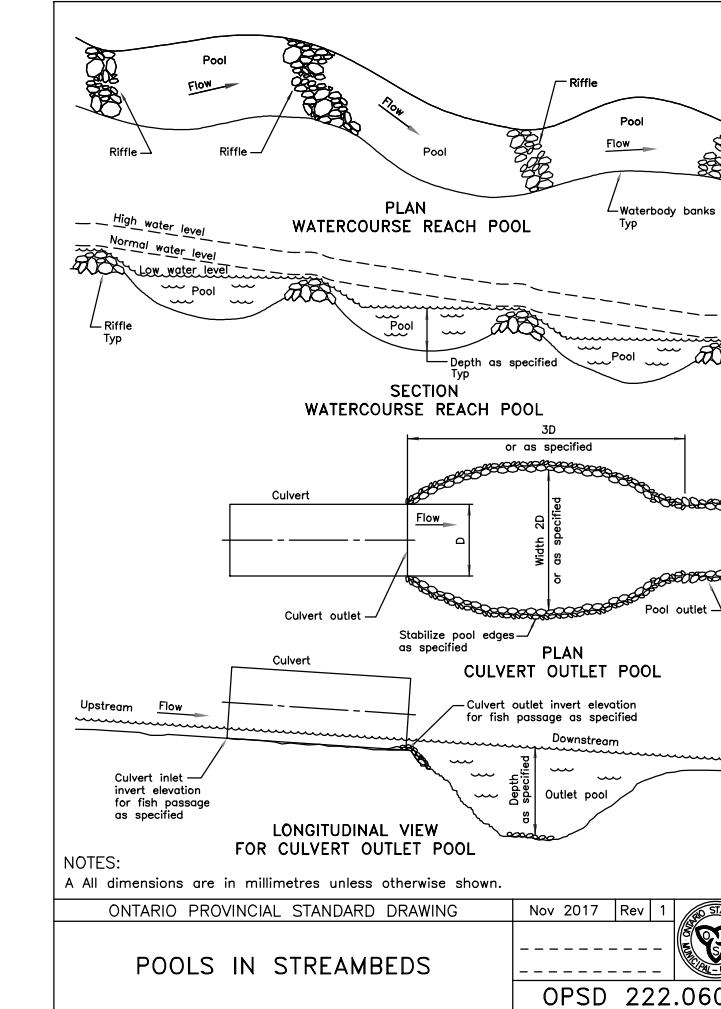 Pool
Flow
Riffle
Riffle
Flow
Pool
Riffle
Pool
Flow
Waterbody banks
Typ
PLAN
WATERCOURSE REACH POOL
High water level
Normal water level
Low water level
Pool
Riffle
Typ
Pool
Depth as specified
Typ
Pool
SECTION
WATERCOURSE REACH POOL
3D
or as specified
Culvert
Flow
D
Width 2D
or as specified
Culvert outlet
Pool outlet
Stabilize pool edges
as specified
PLAN
CULVERT OUTLET POOL
Culvert
Upstream
Flow
Culvert outlet invert elevation
for fish passage as specified
Downstream
Culvert inlet
invert elevation
for fish passage
as specified
Depth
as specified
Outlet pool
LONGITUDINAL VIEW
FOR CULVERT OUTLET POOL
NOTES:
A All dimensions are in millimetres unless otherwise shown.
ONTARIO PROVINCIAL STANDARD DRAWING
Nov 2017 Rev 1
POOLS IN STREAMBEDS
OPSD 222.060